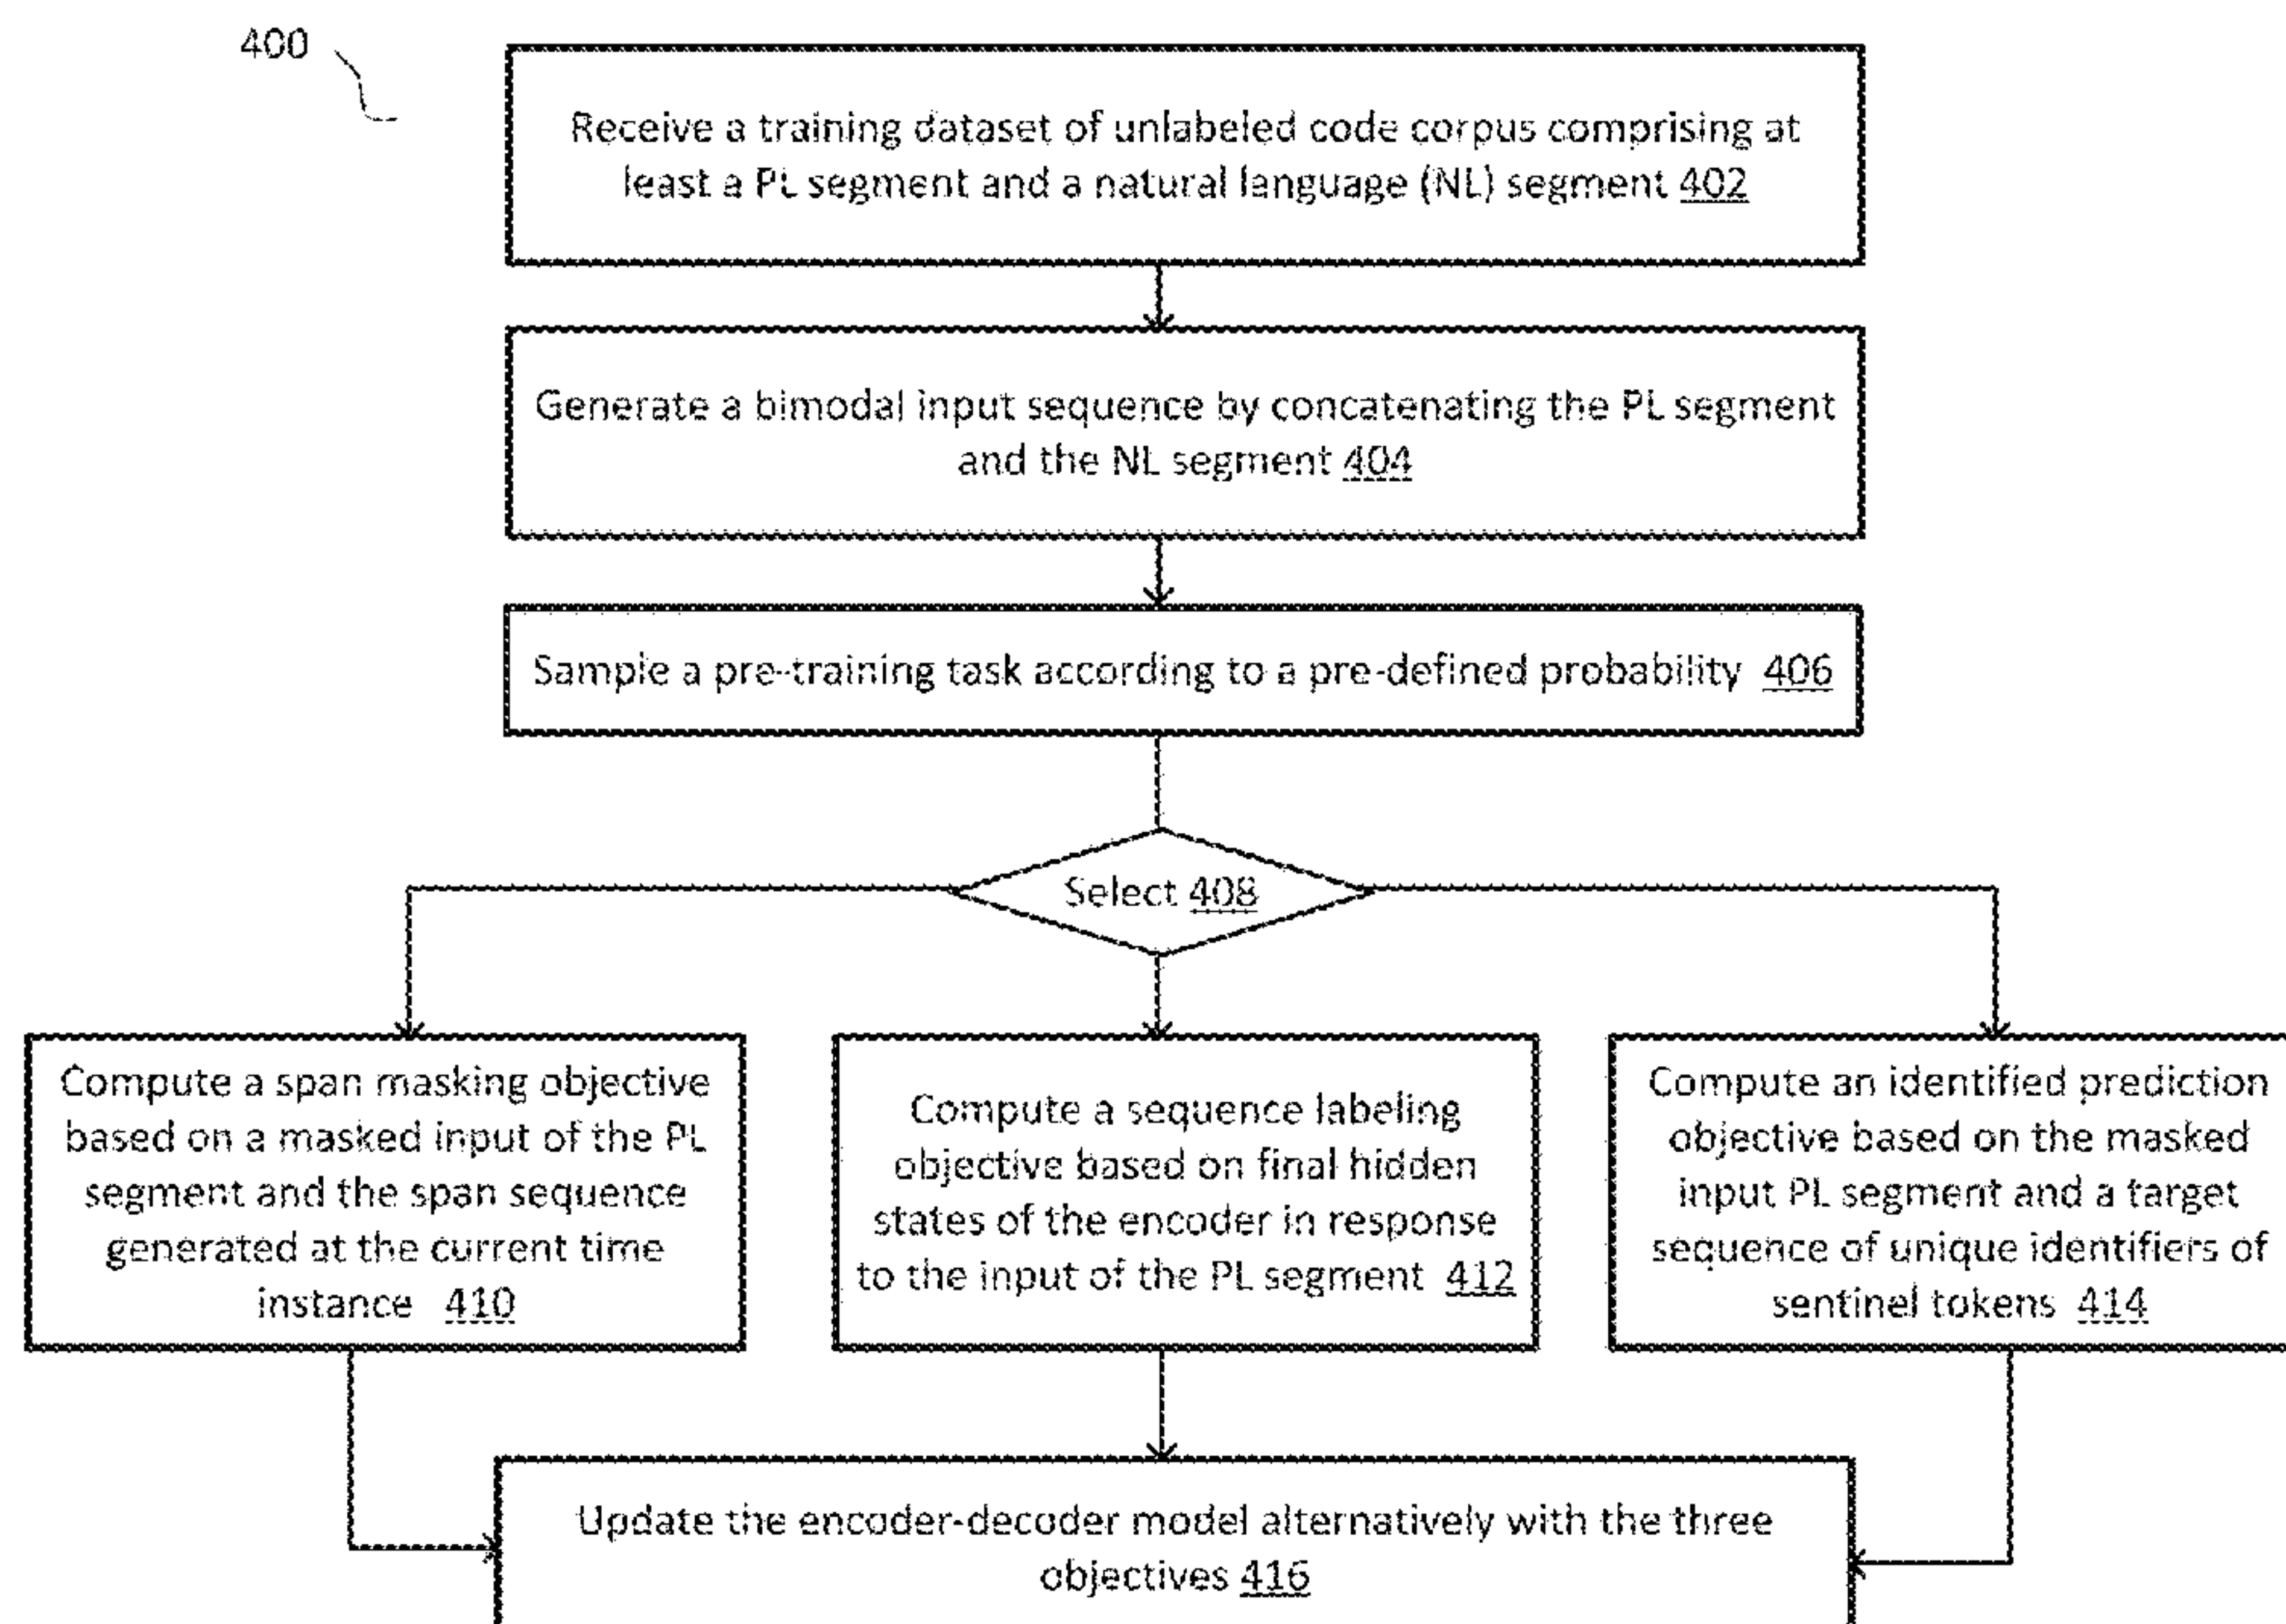 400
Receive a training dataset of unlabeled code corpus comprising at
least a PL segment and a natural language (NL) segment 402
Generate a bimodal input sequence by concatenating the PL segment
and the NL segment 404
Sample a pre-training task according to a pre-defined probability 406
Select 408
Compute a span masking objective
based on a masked input of the PL
segment and the span sequence
generated at the current time
instance 410
Compute a sequence labeling
objective based on final hidden
states of the encoder in response
to the input of the PL segment 412
Compute an identified prediction
objective based on the masked
input PL segment and a target
sequence of unique identifiers of
sentinel tokens 414
Update the encoder-decoder model alternatively with the three
objectives 416